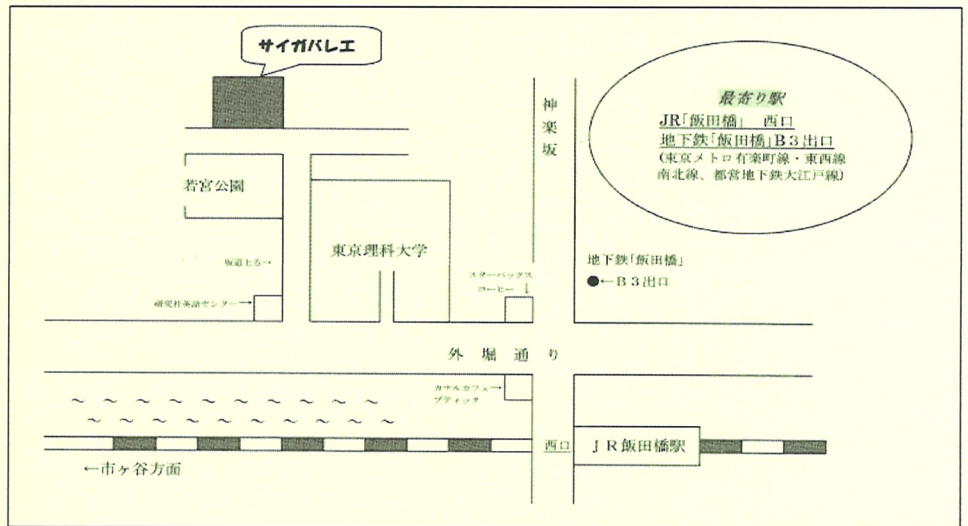 サイガバレエ
神楽坂
最寄り駅
JR「飯田橋」 西口
地下鉄「飯田橋」B3出口
(東京メトロ有楽町線・東西線
南北線、都営地下鉄大江戸線)
若宮公園
東京理科大学
坂道上る→
地下鉄「飯田橋」
●←B3出口
スターバックス
コーヒー ↓
研究社英語センター→
外堀通り
カナルカフェ→
ブティック
西口
JR飯田橋駅
←市ヶ谷方面